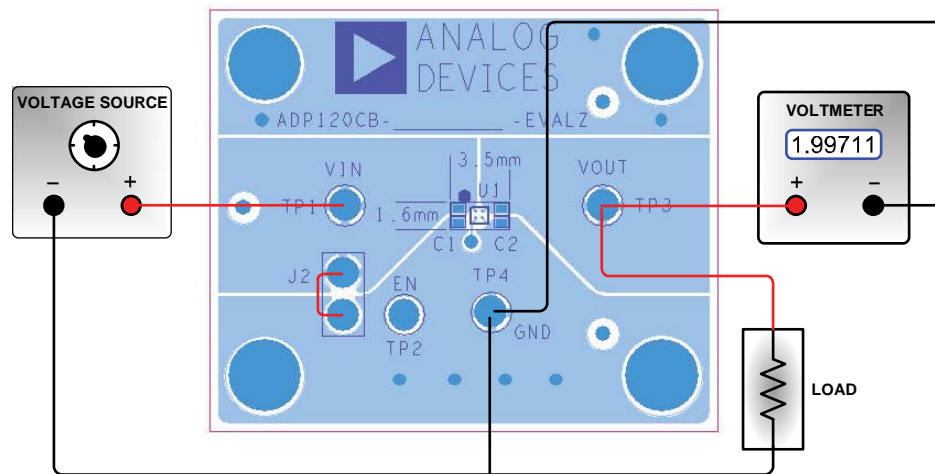 ANALOG
DEVICES
ADP120CB-__________-EVALZ
VOLTAGE SOURCE
− +
VOLTMETER
1.99711
+ −
VIN
TP1
3.5mm
U1
1.6mm
C1 C2
VOUT
TP3
J2
EN
TP2
TP4
GND
LOAD